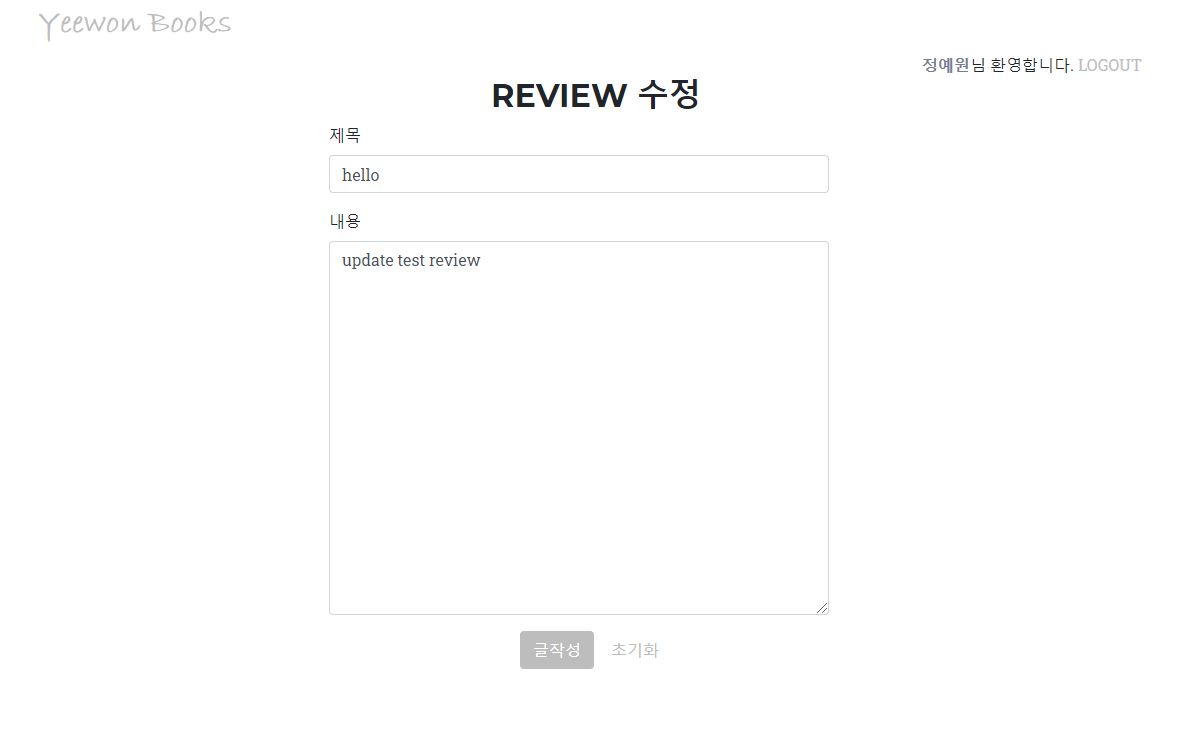 Yeewon Books
정예원님 환영합니다. LOGOUT
REVIEW 수정
제목
hello
내용
update test review
글작성 초기화